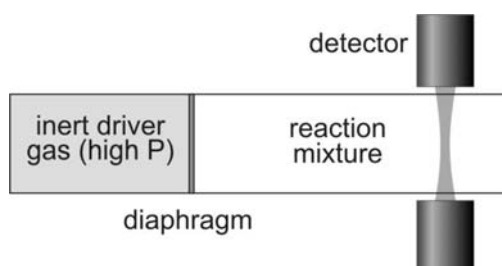 detector
inert driver
gas (high P)
reaction
mixture
diaphragm